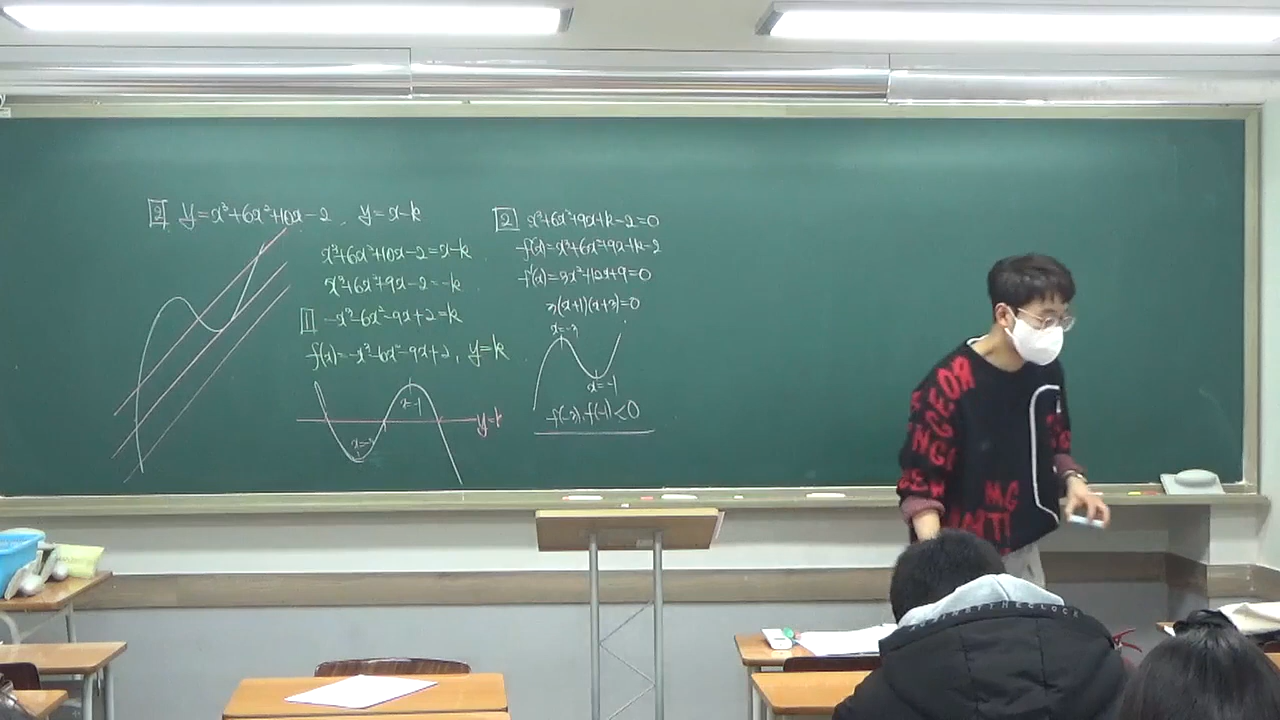 2 y=x³+6x²+10x-2, y=x-k
x³+6x²+10x-2=x-k
x³+6x²+9x-2=-k
1 -x³-6x²-9x+2=k
f(x)=-x³-6x²-9x+2, y=k
x=-3
x=-1
y=k
2 x³+6x²+9x+k-2=0
f(x)=x³+6x²+9x+k-2
f'(x)=3x²+12x+9=0
3(x+1)(x+3)=0
x=-3
x=-1
f(-3)·f(-1)<0